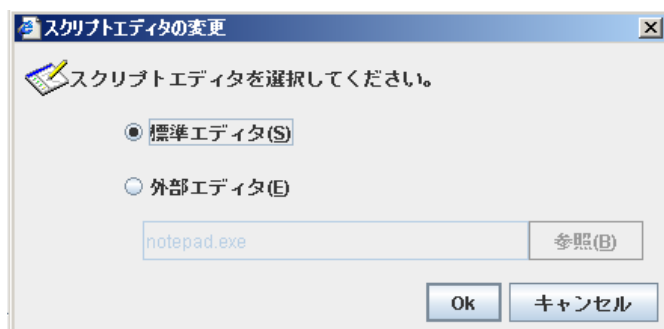 スクリプトエディタの変更
スクリプトエディタを選択してください。
標準エディタ(S)
外部エディタ(E)
notepad.exe 参照(B)
Ok キャンセル